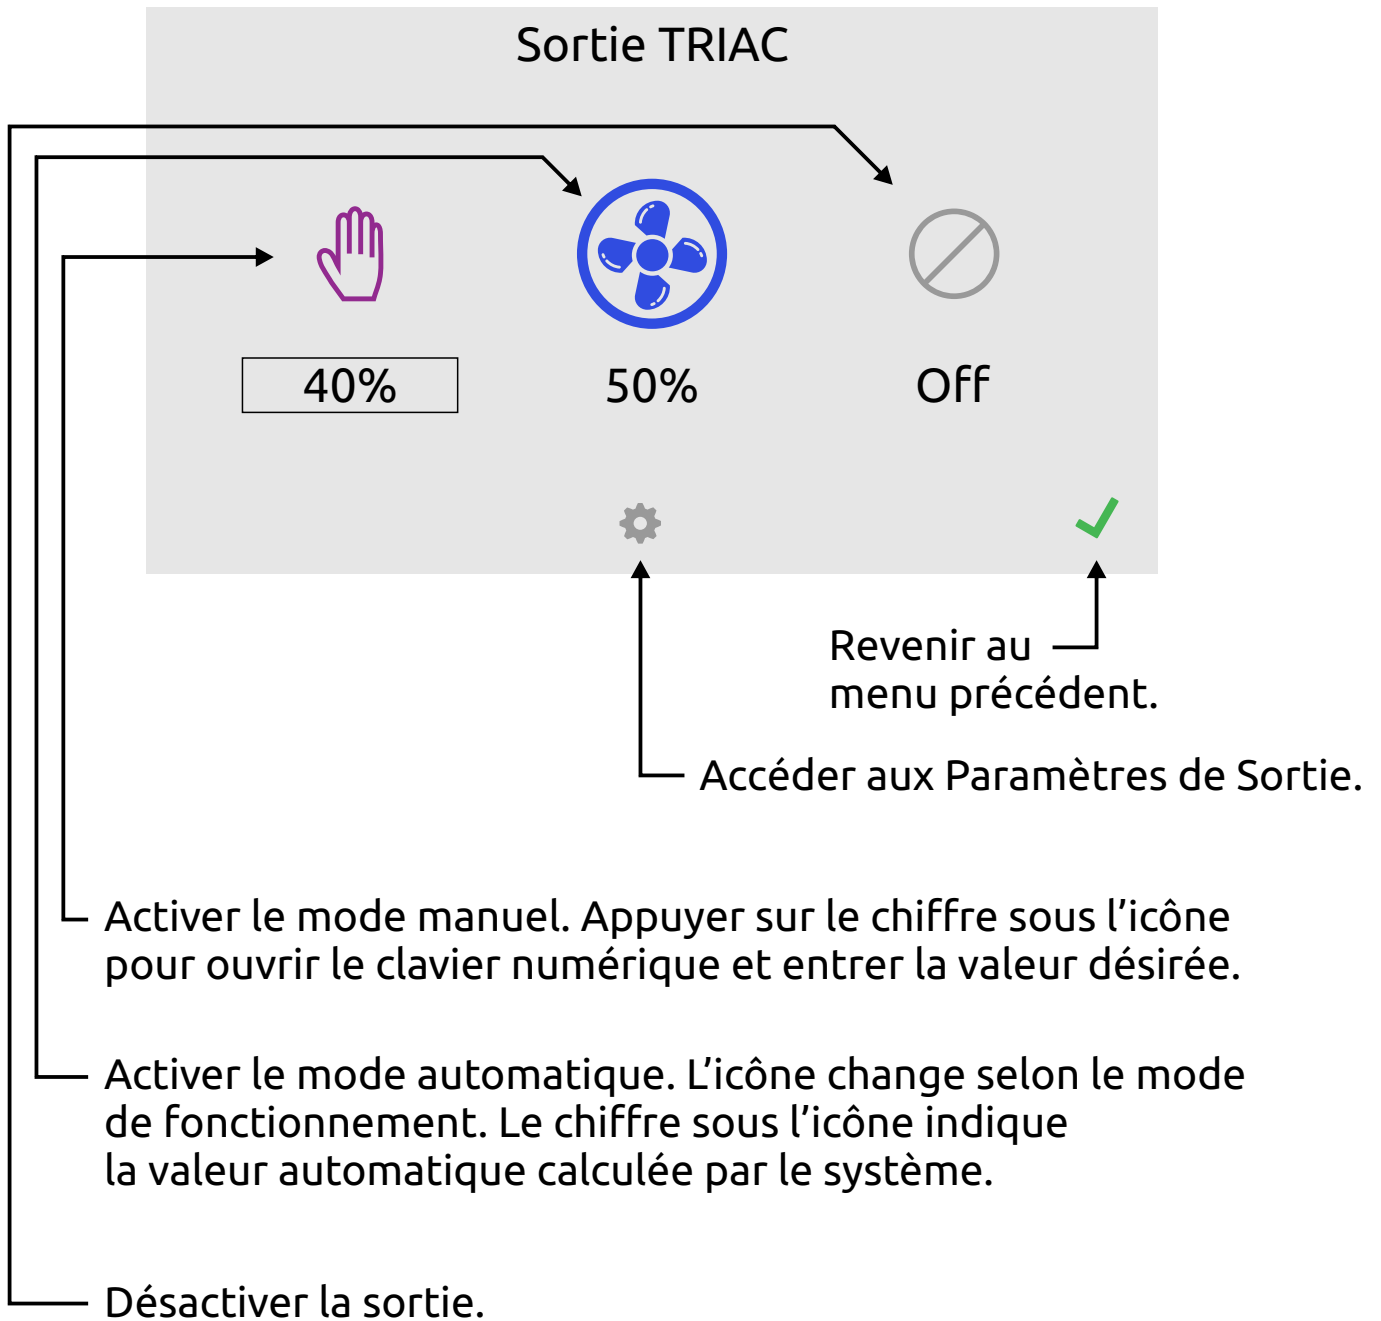 Sortie TRIAC
40%
50%
Off
Revenir au
menu précédent.
Accéder aux Paramètres de Sortie.
Activer le mode manuel. Appuyer sur le chiffre sous l’icône
pour ouvrir le clavier numérique et entrer la valeur désirée.
Activer le mode automatique. L’icône change selon le mode
de fonctionnement. Le chiffre sous l’icône indique
la valeur automatique calculée par le système.
Désactiver la sortie.